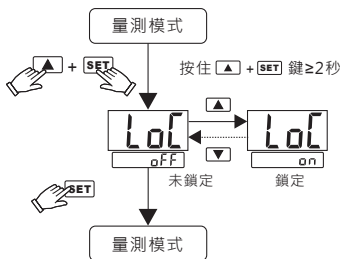 量測模式
▲ + SET
按住 ▲ + SET 鍵≥2秒
▲
LoC
LoC
oFF
on
▼
未鎖定
鎖定
SET
量測模式